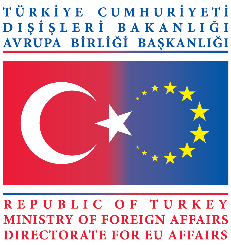 TÜRKİYE CUMHURİYETİ
DIŞİŞLERİ BAKANLIĞI
AVRUPA BİRLİĞİ BAŞKANLIĞI
REPUBLIC OF TURKEY
MINISTRY OF FOREIGN AFFAIRS
DIRECTORATE FOR EU AFFAIRS